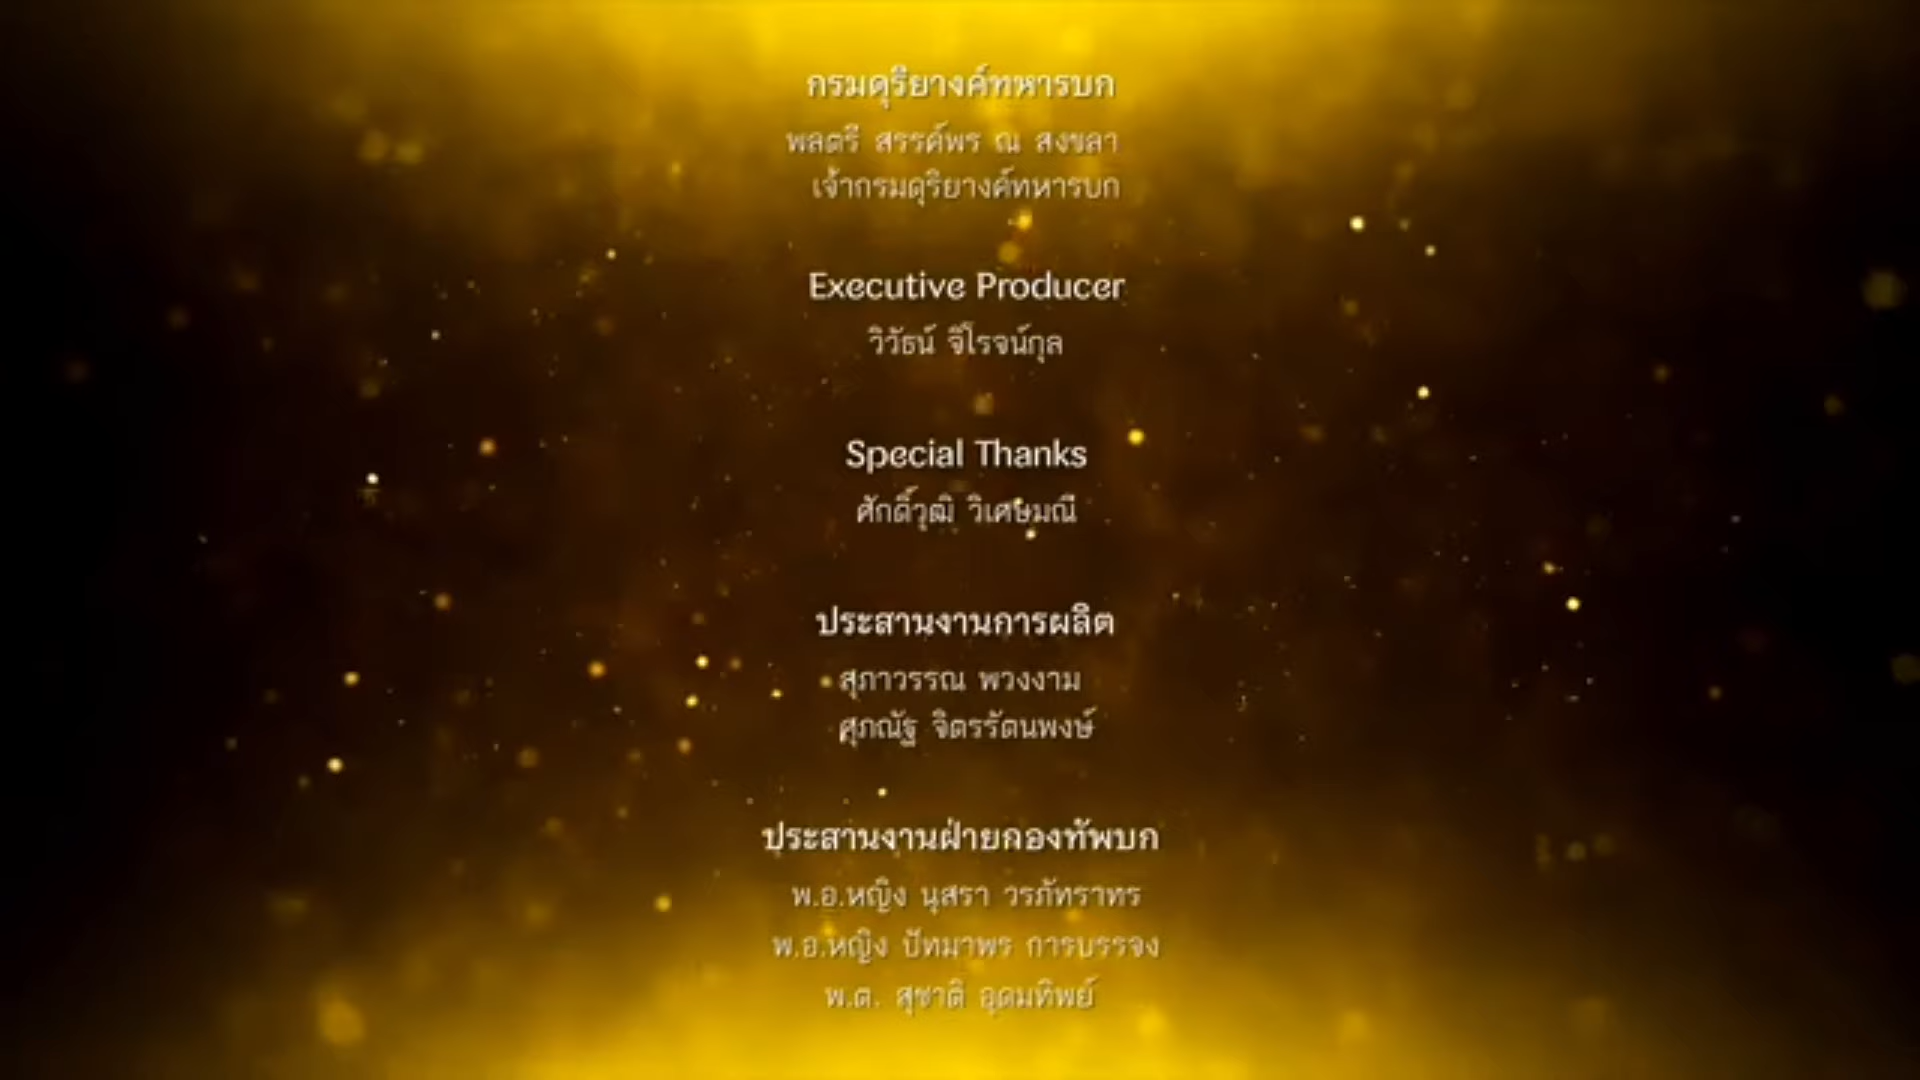 กรมดุริยางค์ทหารบก
พลตรี สรรค์พร ณ สงขลา
เจ้ากรมดุริยางค์ทหารบก
Executive Producer
วิวัธน์ จิโรจน์กุล
Special Thanks
ศักดิ์วุฒิ วิเศษมณี
ประสานงานการผลิต
สุภาวรรณ พวงงาม
ศุภณัฐ จิตรรัตนพงษ์
ประสานงานฝ่ายกองทัพบก
พ.อ.หญิง นุสรา วรภัทราทร
พ.อ.หญิง ปัทมาพร การบรรจง
พ.ต. สุชาติ อุดมทิพย์